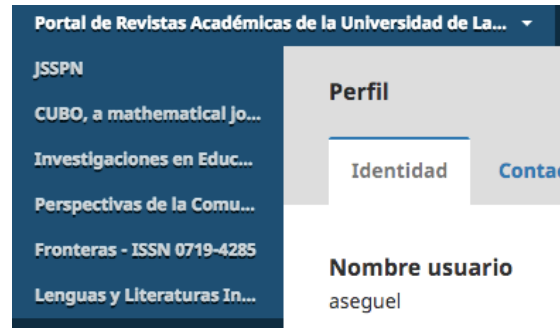 Portal de Revistas Académicas de la Universidad de La...
JSSPN
CUBO, a mathematical jo...
Investigaciones en Educ...
Perspectivas de la Comu...
Fronteras - ISSN 0719-4285
Lenguas y Literaturas In...
Perfil
Identidad
Conta
Nombre usuario
aseguel